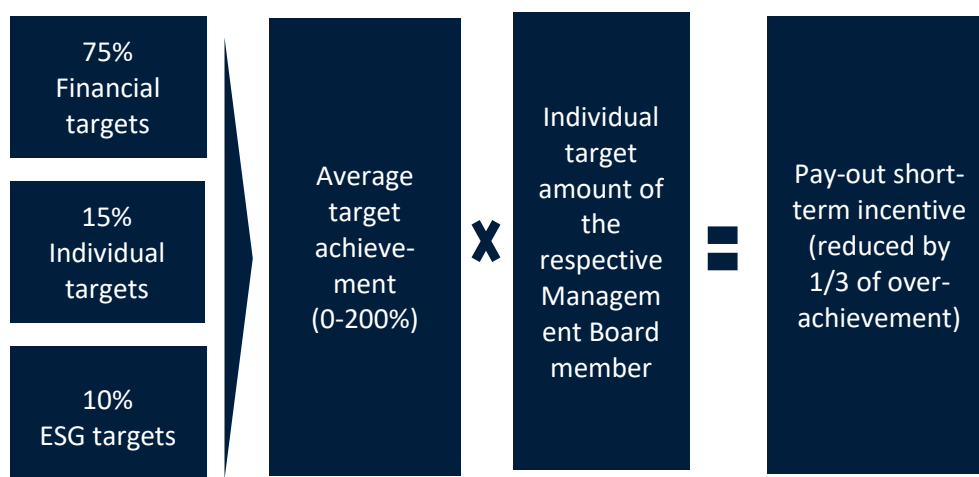 75%
Financial
targets
15%
Individual
targets
10%
ESG targets
Average
target
achieve-
ment
(0-200%)
x
Individual
target
amount of
the
respective
Managem
ent Board
member
=
Pay-out short-
term incentive
(reduced by
1/3 of over-
achievement)